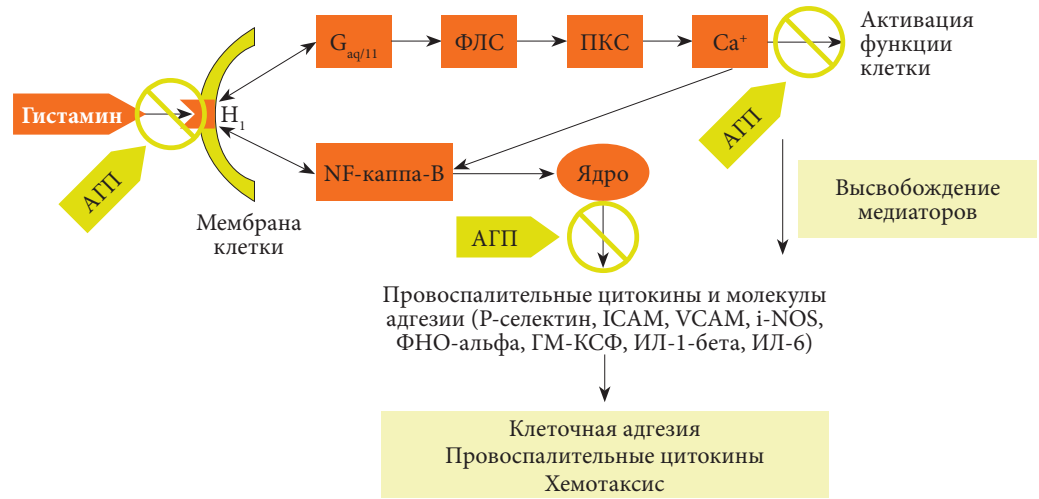 G aq/11
ФЛС
ПКС
Ca⁺
Активация
функции
клетки
Гистамин
H₁
АГП
АГП
NF-каппа-В
Ядро
Мембрана
клетки
АГП
Высвобождение
медиаторов
Провоспалительные цитокины и молекулы
адгезии (Р-селектин, ICAM, VCAM, i-NOS,
ФНО-альфа, ГМ-КСФ, ИЛ-1-бета, ИЛ-6)
Клеточная адгезия
Провоспалительные цитокины
Хемотаксис